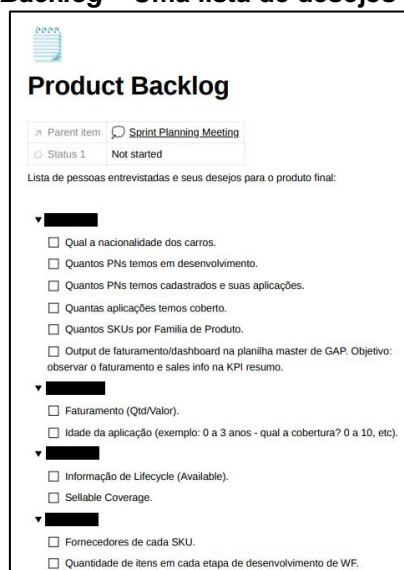 Backlog – Uma lista de desejos
Product Backlog
Parent item Sprint Planning Meeting
Status 1 Not started
Lista de pessoas entrevistadas e seus desejos para o produto final:
Qual a nacionalidade dos carros.
Quantos PNs temos em desenvolvimento.
Quantos PNs temos cadastrados e suas aplicações.
Quantas aplicações temos coberto.
Quantos SKUs por Familia de Produto.
Output de faturamento/dashboard na planilha master de GAP. Objetivo:
observar o faturamento e sales info na KPI resumo.
Faturamento (Qtd/Valor).
Idade da aplicação (exemplo: 0 a 3 anos - qual a cobertura? 0 a 10, etc).
Informação de Lifecycle (Available).
Sellable Coverage.
Fornecedores de cada SKU.
Quantidade de itens em cada etapa de desenvolvimento de WF.